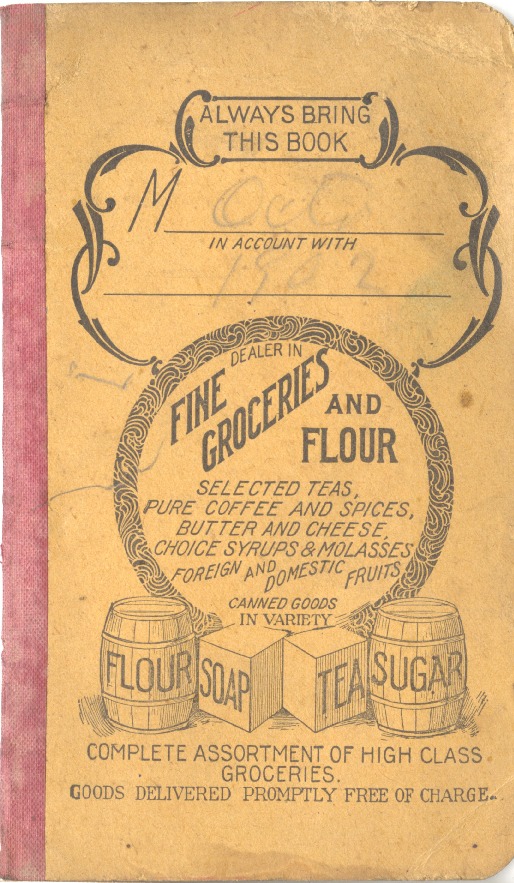 ALWAYS BRING
THIS BOOK
M Oct
IN ACCOUNT WITH
DEALER IN
FINE
GROCERIES
AND
FLOUR
SELECTED TEAS,
PURE COFFEE AND SPICES,
BUTTER AND CHEESE,
CHOICE SYRUPS & MOLASSES
FOREIGN AND DOMESTIC FRUITS
CANNED GOODS
IN VARIETY
FLOUR SOAP TEA SUGAR
COMPLETE ASSORTMENT OF HIGH CLASS
GROCERIES.
GOODS DELIVERED PROMPTLY FREE OF CHARGE.